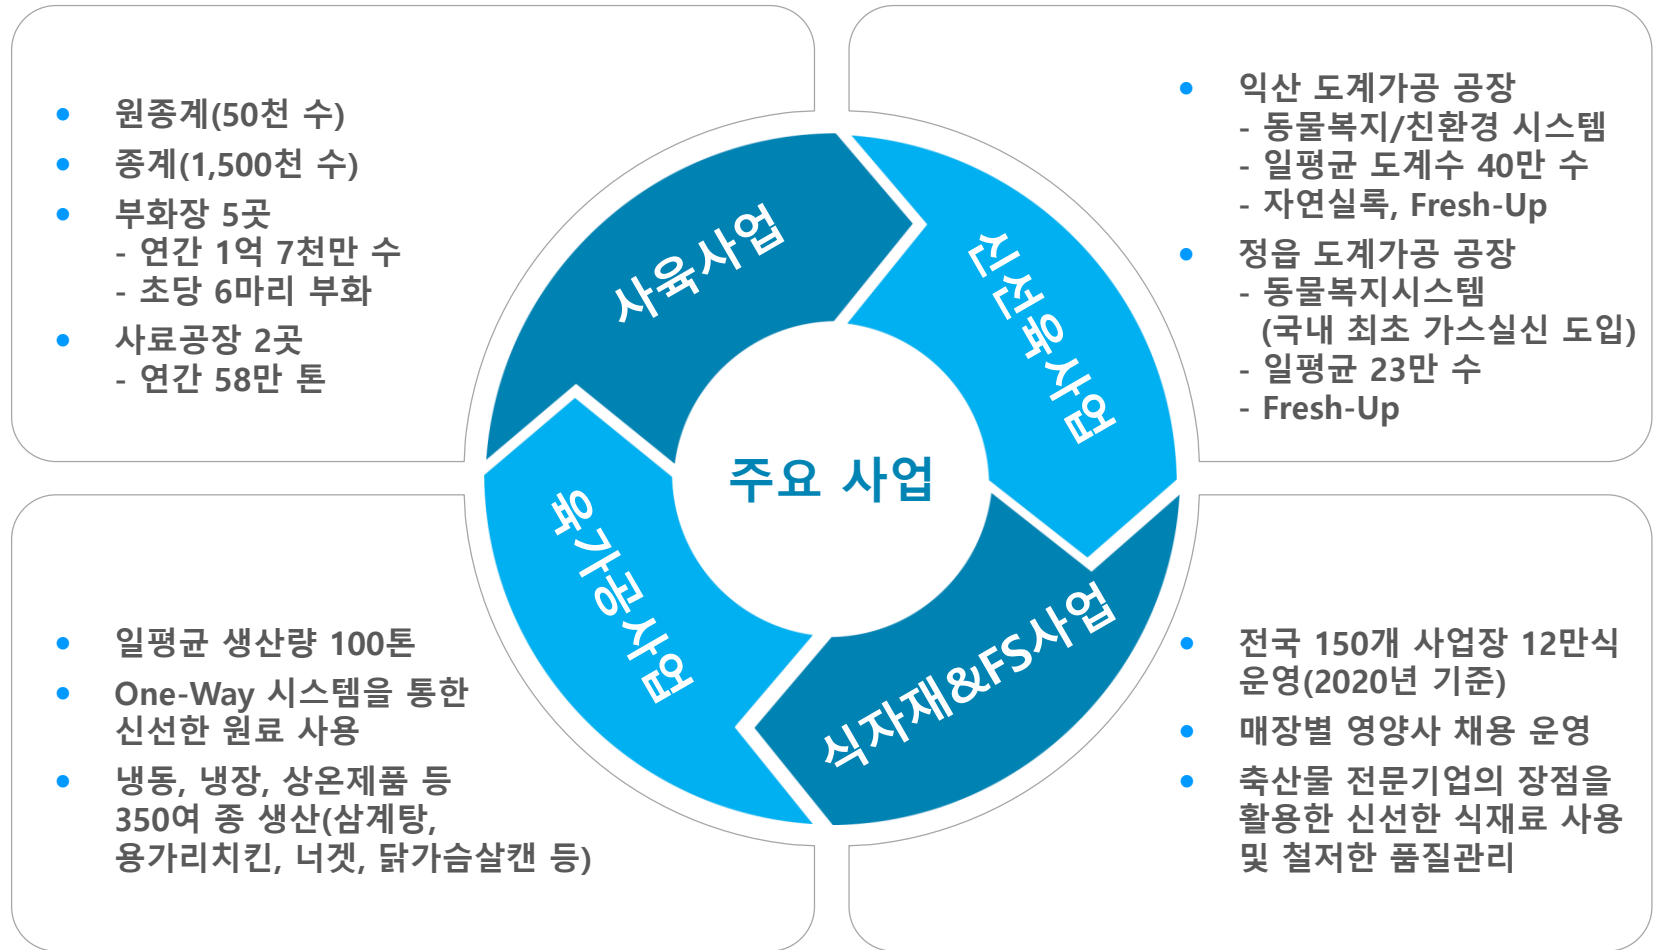 원종계(50천 수)
종계(1,500천 수)
부화장 5곳
- 연간 1억 7천만 수
- 초당 6마리 부화
사료공장 2곳
- 연간 58만 톤
익산 도계가공 공장
- 동물복지/친환경 시스템
- 일평균 도계수 40만 수
- 자연실록, Fresh-Up
정읍 도계가공 공장
- 동물복지시스템
(국내 최초 가스실신 도입)
- 일평균 23만 수
- Fresh-Up
사육사업
신선육사업
주요 사업
육가공사업
식자재&FS사업
일평균 생산량 100톤
One-Way 시스템을 통한
신선한 원료 사용
냉동, 냉장, 상온제품 등
350여 종 생산(삼계탕,
용가리치킨, 너겟, 닭가슴살캔 등)
전국 150개 사업장 12만식
운영(2020년 기준)
매장별 영양사 채용 운영
축산물 전문기업의 장점을
활용한 신선한 식재료 사용
및 철저한 품질관리